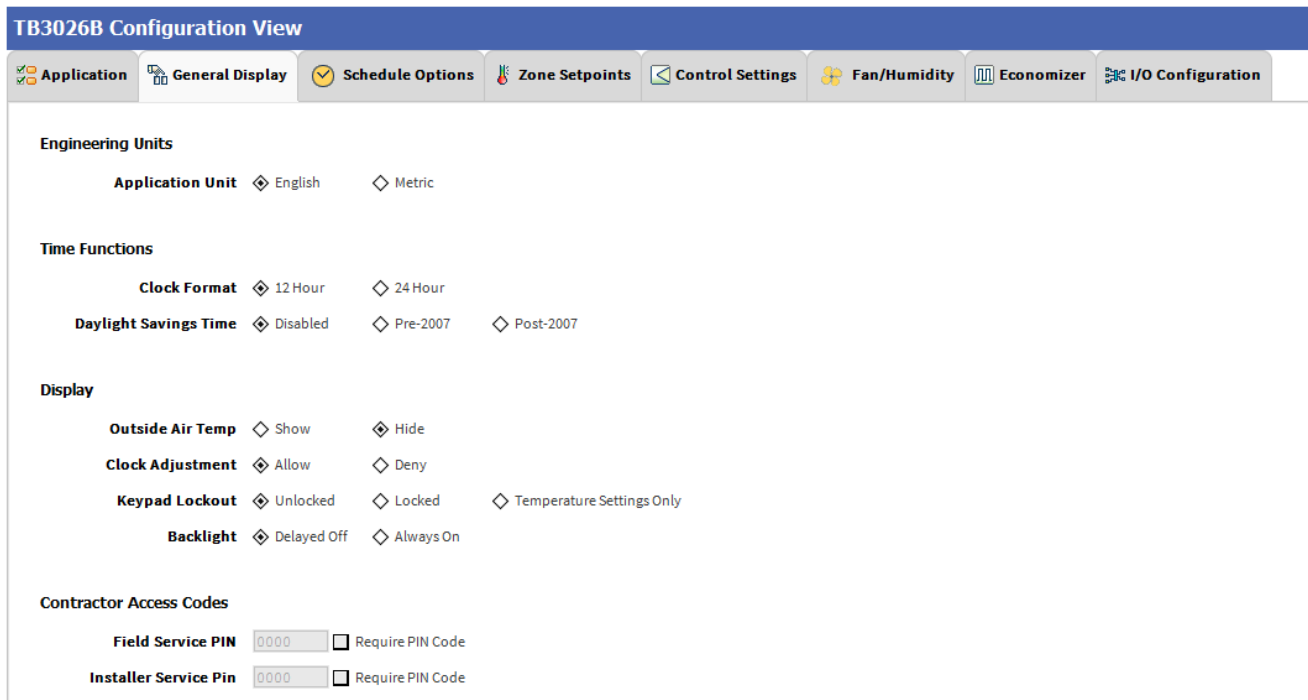 TB3026B Configuration View
Application General Display Schedule Options Zone Setpoints Control Settings Fan/Humidity Economizer I/O Configuration
Engineering Units
Application Unit English Metric
Time Functions
Clock Format 12 Hour 24 Hour
Daylight Savings Time Disabled Pre-2007 Post-2007
Display
Outside Air Temp Show Hide
Clock Adjustment Allow Deny
Keypad Lockout Unlocked Locked Temperature Settings Only
Backlight Delayed Off Always On
Contractor Access Codes
Field Service PIN 0000 Require PIN Code
Installer Service Pin 0000 Require PIN Code